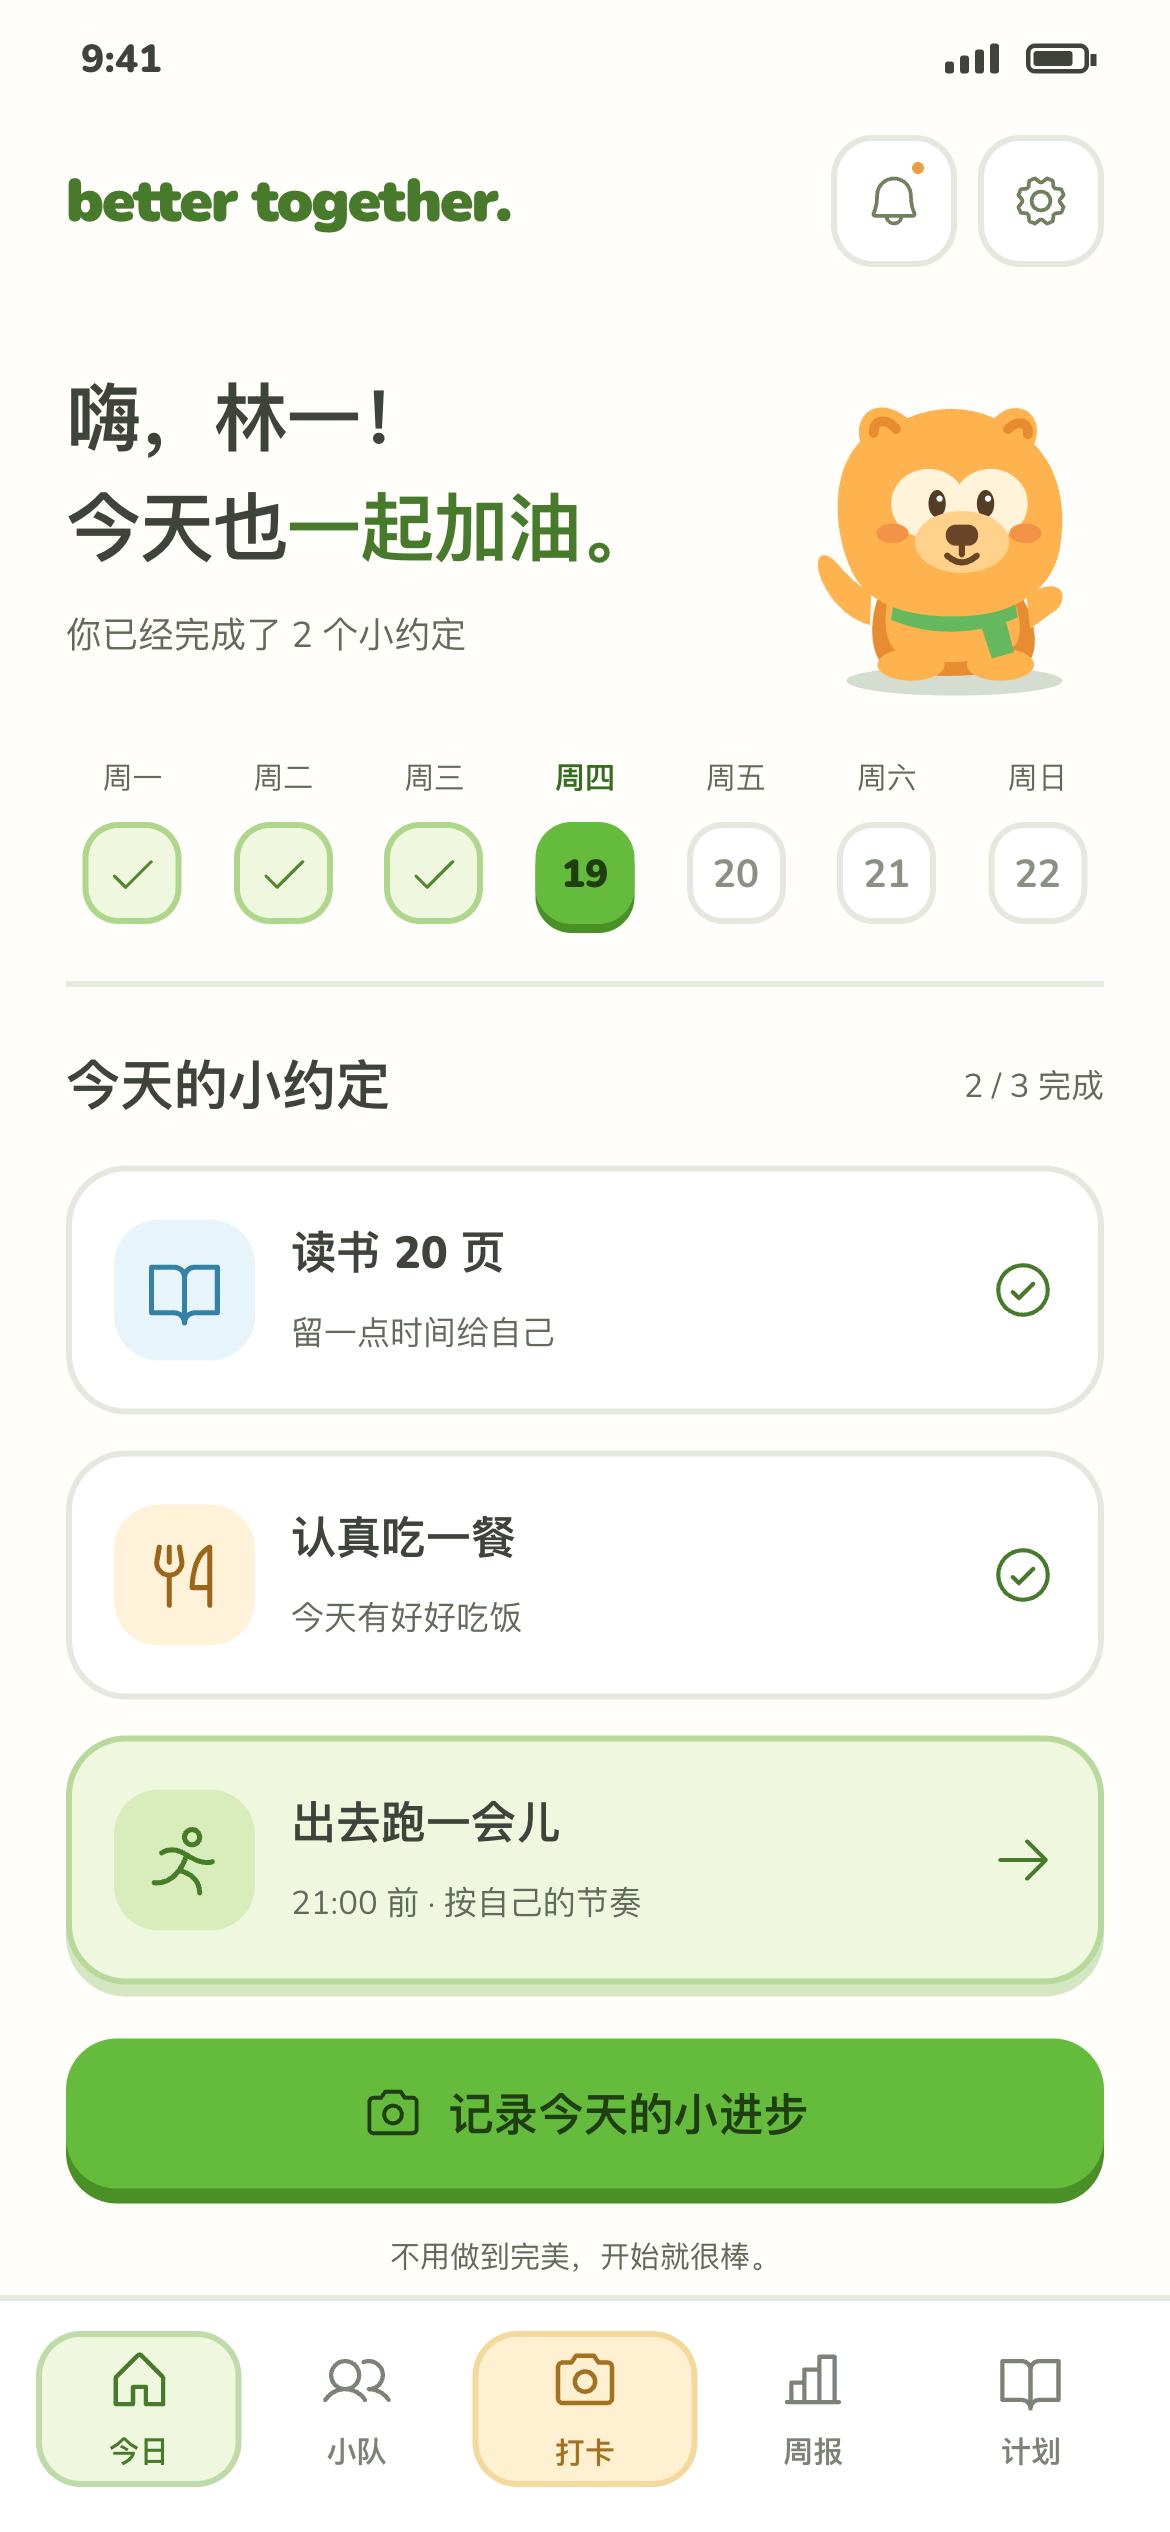 9:41
better together.
嗨，林一！
今天也一起加油。
你已经完成了 2 个小约定
周一 周二 周三 周四 周五 周六 周日
19 20 21 22
今天的小约定
2 / 3 完成
读书 20 页
留一点时间给自己
认真吃一餐
今天有好好吃饭
出去跑一会儿
21:00 前 · 按自己的节奏
记录今天的小进步
不用做到完美，开始就很棒。
今日 小队 打卡 周报 计划